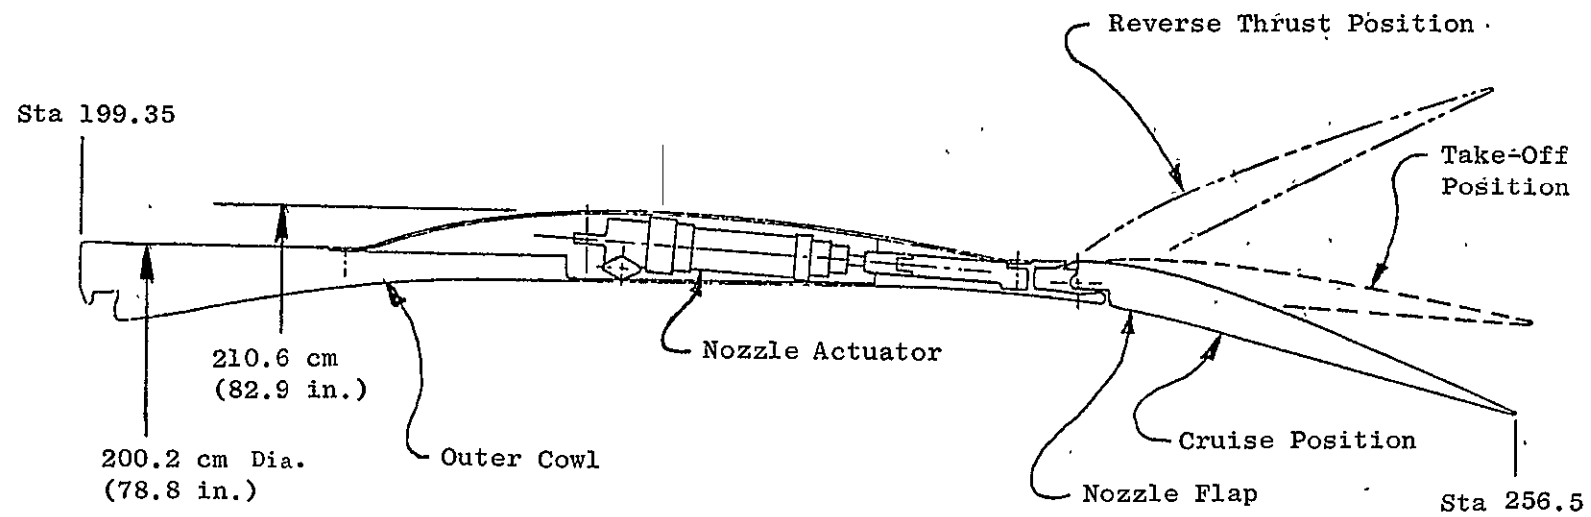 Reverse Thrust Position
Sta 199.35
Take-Off
Position
210.6 cm
(82.9 in.)
Nozzle Actuator
200.2 cm Dia.
(78.8 in.)
Outer Cowl
Cruise Position
Nozzle Flap
Sta 256.5